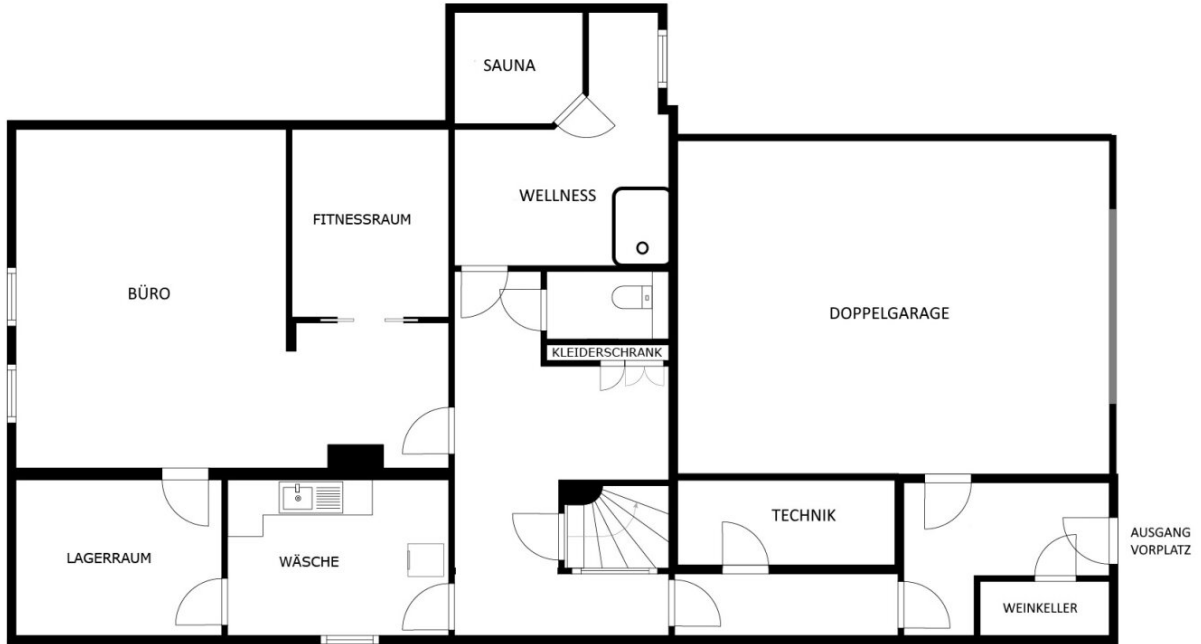 SAUNA
WELLNESS
FITNESSRAUM
BÜRO
DOPPELGARAGE
KLEIDERSCHRANK
TECHNIK
AUSGANG
VORPLATZ
LAGERRAUM
WÄSCHE
WEINKELLER